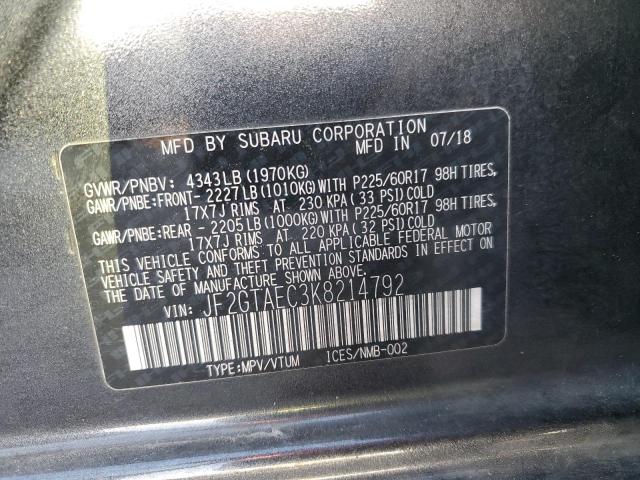 MFD BY SUBARU CORPORATION MFD IN 07/18
GVWR/PNBV: 4343LB (1970KG)
GAWR/PNBE:FRONT- 2227LB(1010KG) WITH P225/60R17 98H TIRES,
17X7J RIMS AT 230 KPA (33 PSI) COLD
GAWR/PNBE:REAR - 2205LB(1000KG) WITH P225/60R17 98H TIRES,
17X7J RIMS AT 220 KPA (32 PSI) COLD
THIS VEHICLE CONFORMS TO ALL APPLICABLE FEDERAL MOTOR
VEHICLE SAFETY AND THEFT PREVENTION STANDARDS IN EFFECT ON
THE DATE OF MANUFACTURE SHOWN ABOVE.
VIN: JF2GTAEC3K8214792
TYPE:MPV/VTUM ICES/NMB-002